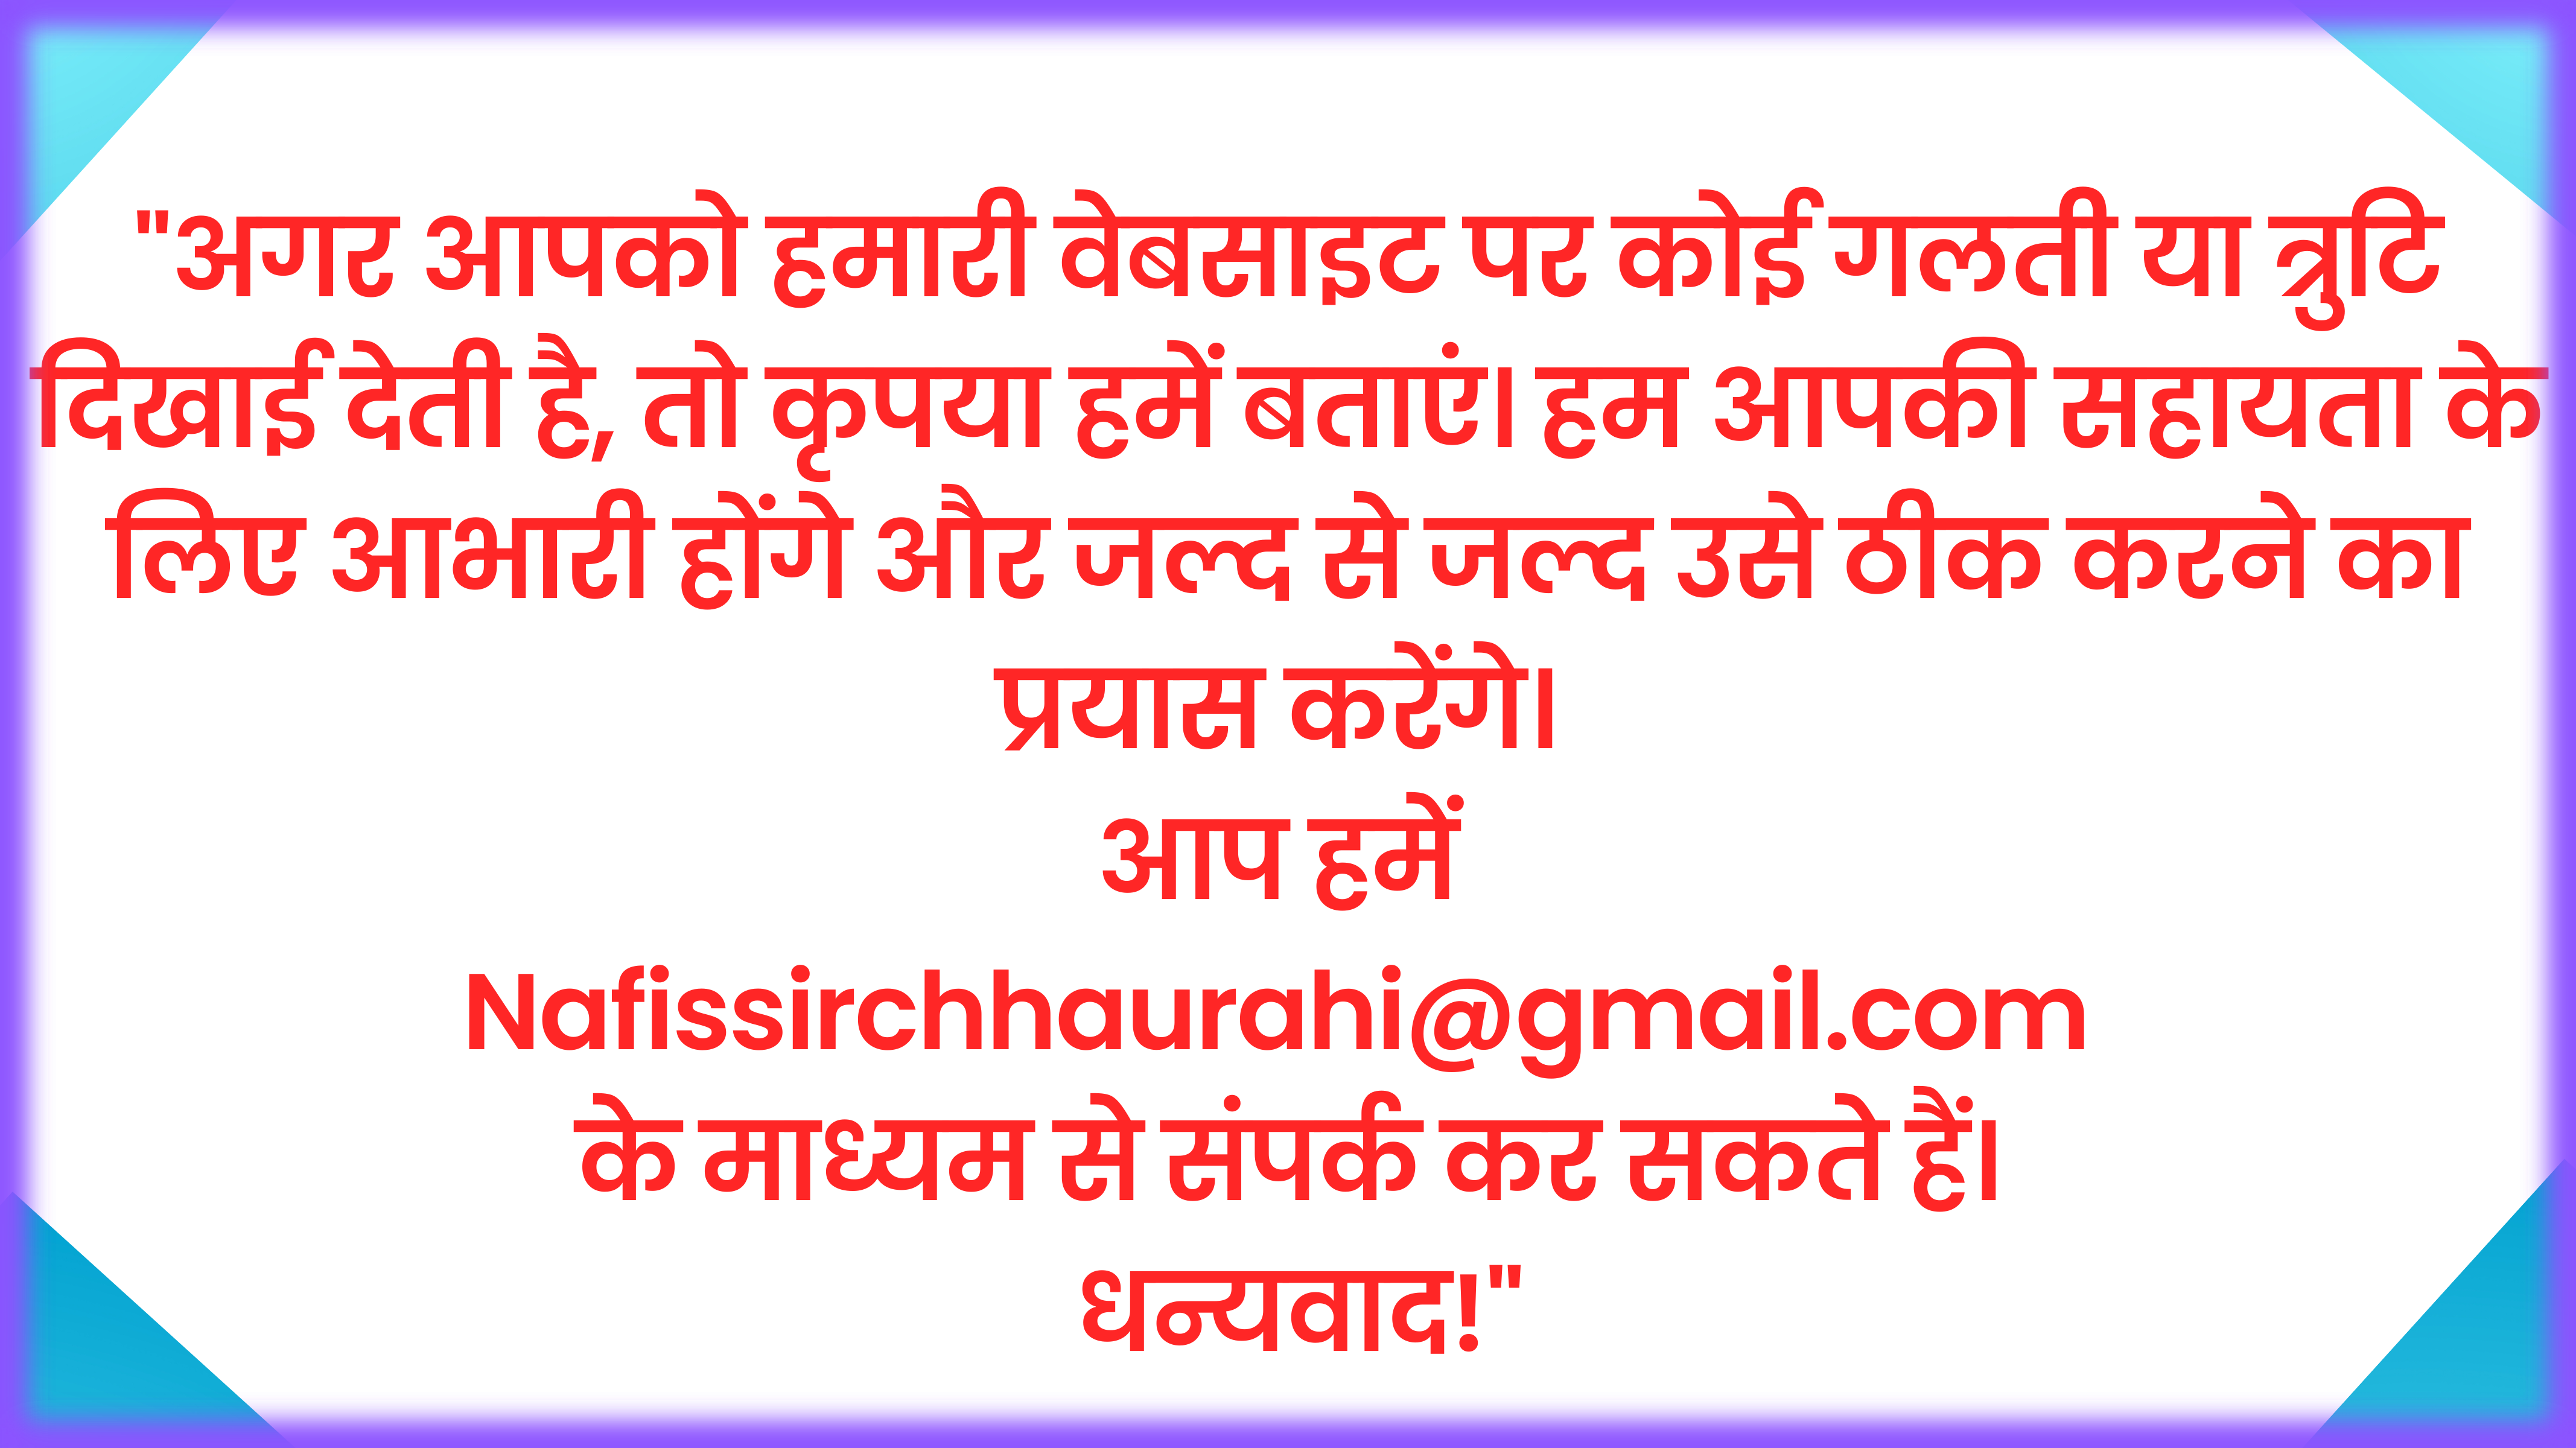 "अगर आपको हमारी वेबसाइट पर कोई गलती या त्रुटि
दिखाई देती है, तो कृपया हमें बताएं। हम आपकी सहायता के
लिए आभारी होंगे और जल्द से जल्द उसे ठीक करने का
प्रयास करेंगे।
आप हमें
Nafissirchhaurahi@gmail.com
के माध्यम से संपर्क कर सकते हैं।
धन्यवाद!"